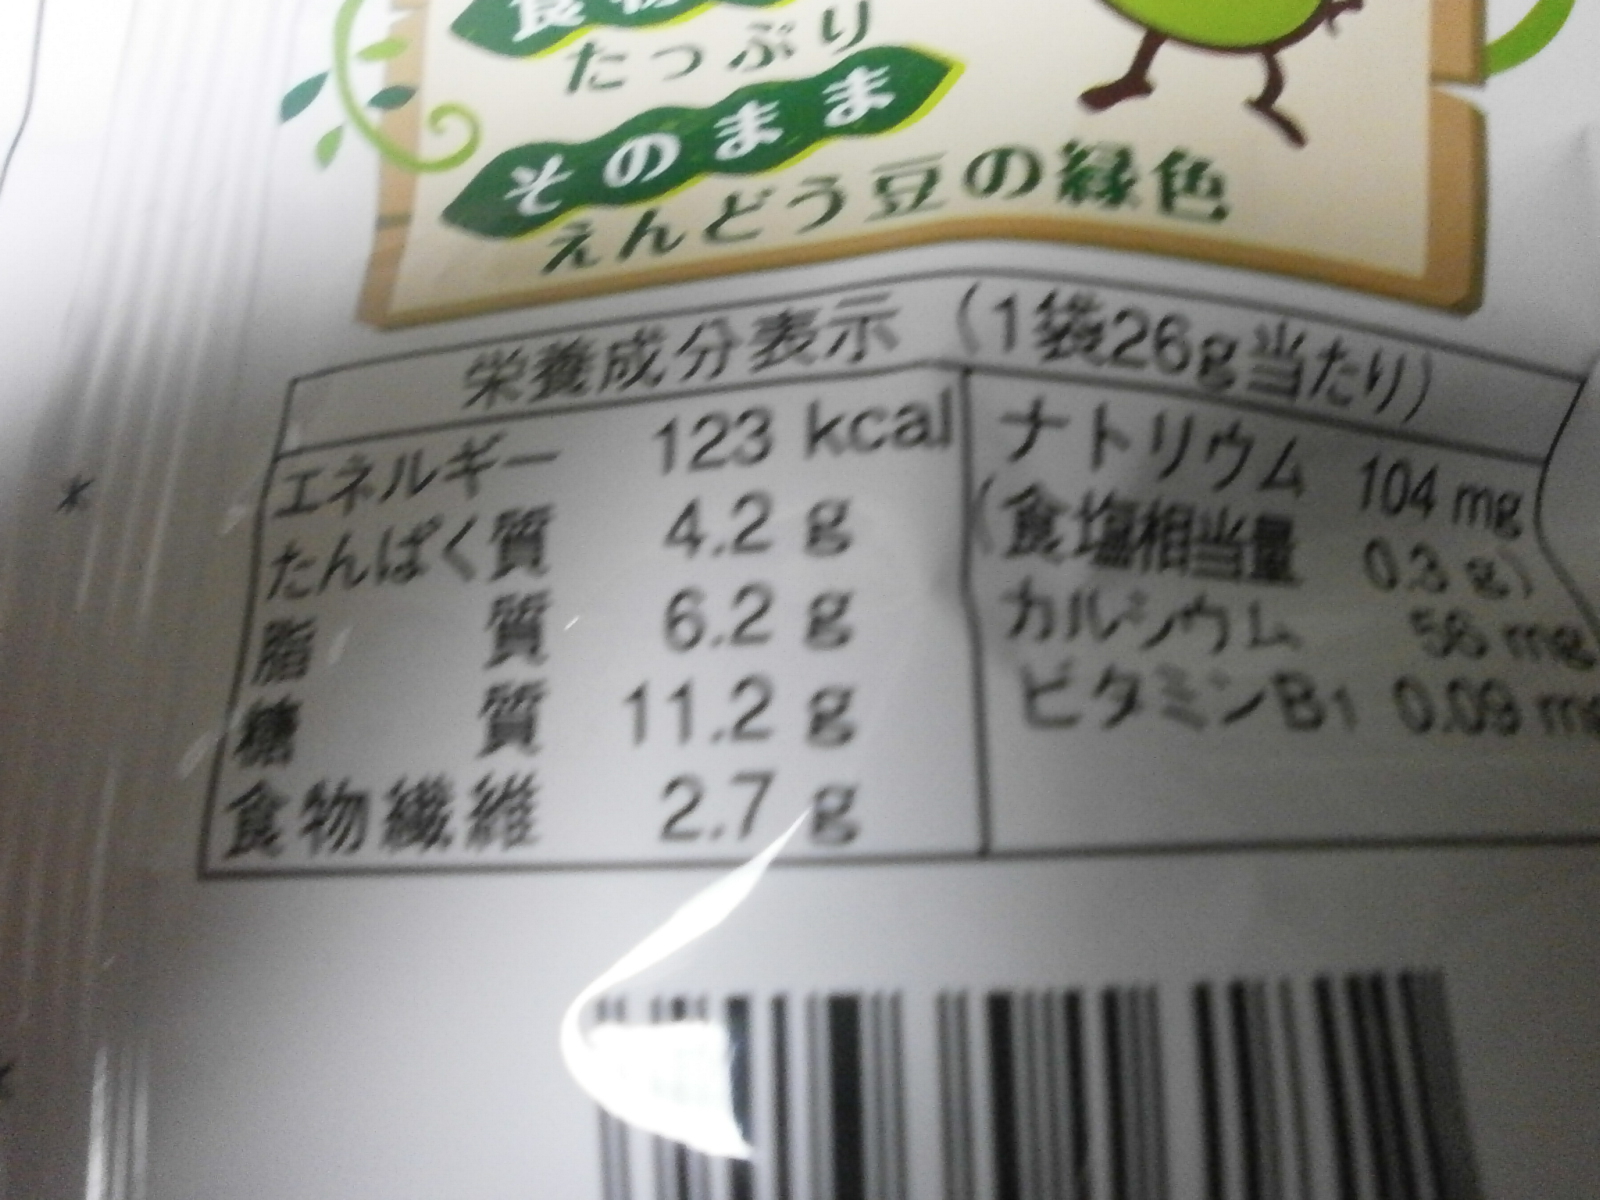 食物
たっぷり
そのまま
えんどう豆の緑色
栄養成分表示 (1袋26g当たり)
エネルギー 123 kcal
たんぱく質 4.2 g
脂質 6.2 g
糖質 11.2 g
食物繊維 2.7 g
ナトリウム 104 mg
(食塩相当量 0.3 g)
カルシウム mg
ビタミンB1 0.09 mg